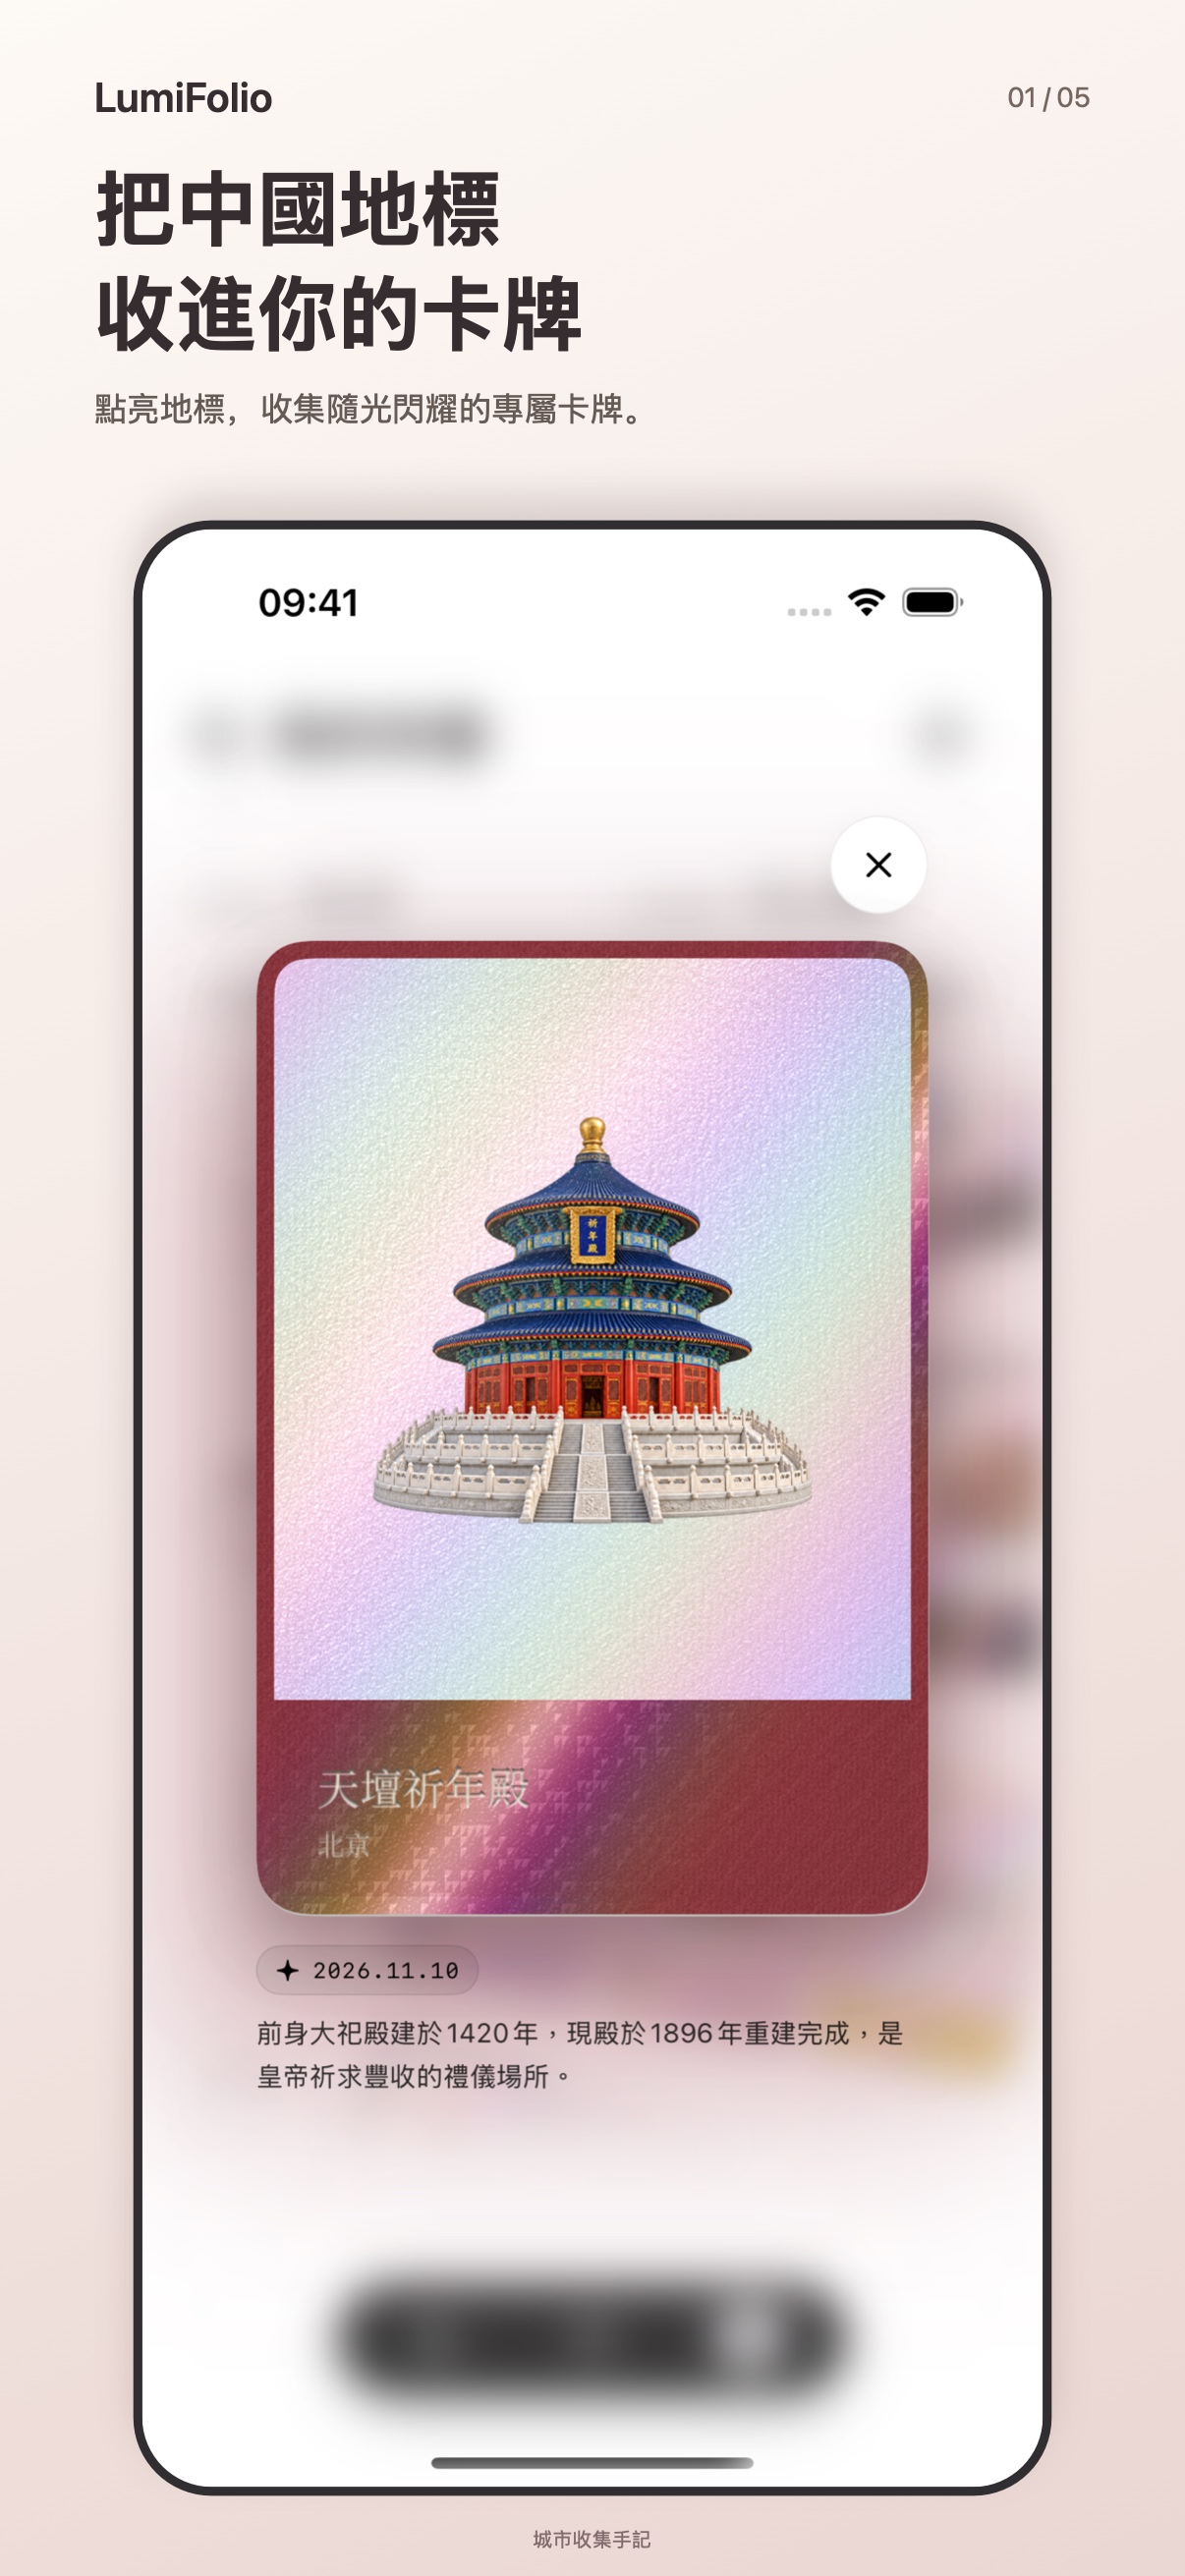 LumiFolio
01 / 05
把中國地標
收進你的卡牌
點亮地標，收集隨光閃耀的專屬卡牌。
09:41
祈年殿
天壇祈年殿
北京
2026.11.10
前身大祀殿建於1420年，現殿於1896年重建完成，是
皇帝祈求豐收的禮儀場所。
城市收集手記